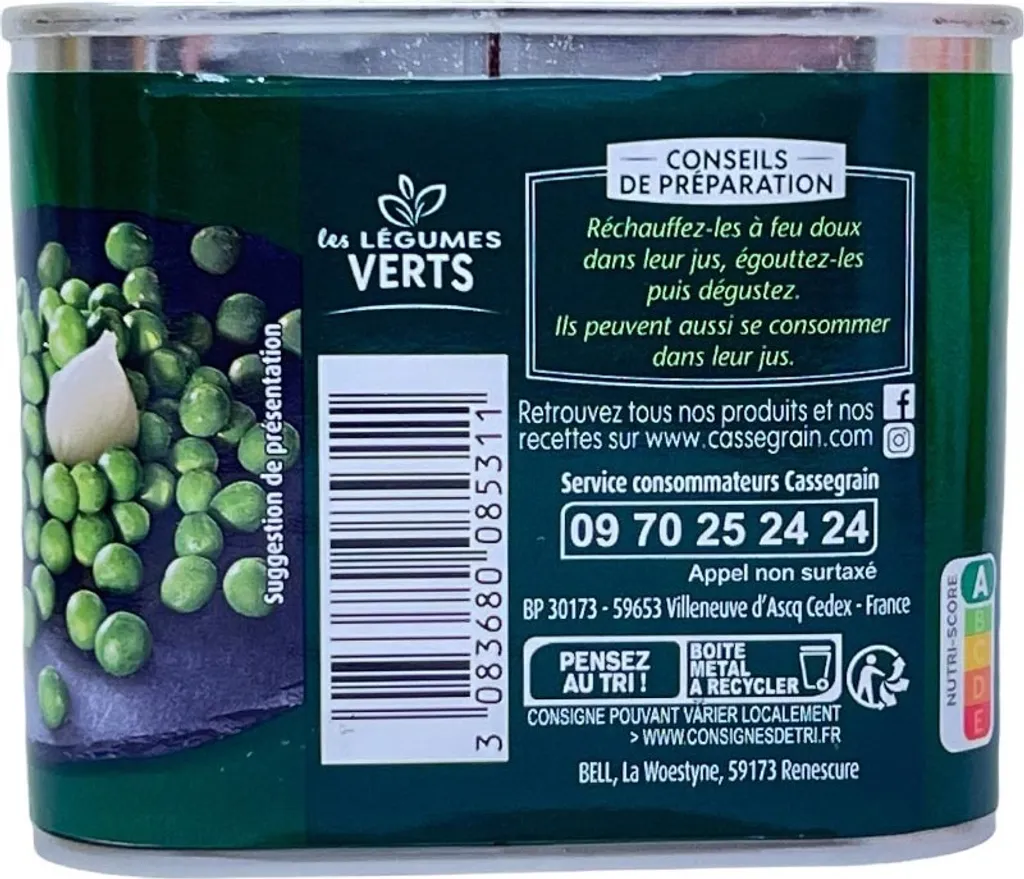 les LÉGUMES
VERTS
Suggestion de présentation
3 083680 085311
CONSEILS
DE PRÉPARATION
Réchauffez-les à feu doux
dans leur jus, égouttez-les
puis dégustez.
Ils peuvent aussi se consommer
dans leur jus.
Retrouvez tous nos produits et nos
recettes sur www.cassegrain.com
Service consommateurs Cassegrain
09 70 25 24 24
Appel non surtaxé
BP 30173 - 59653 Villeneuve d'Ascq Cedex - France
PENSEZ
AU TRI !
BOITE
METAL
À RECYCLER
CONSIGNE POUVANT VARIER LOCALEMENT
> WWW.CONSIGNESDETRI.FR
BELL, La Woestyne, 59173 Renescure
NUTRI-SCORE
A
B
C
D
E